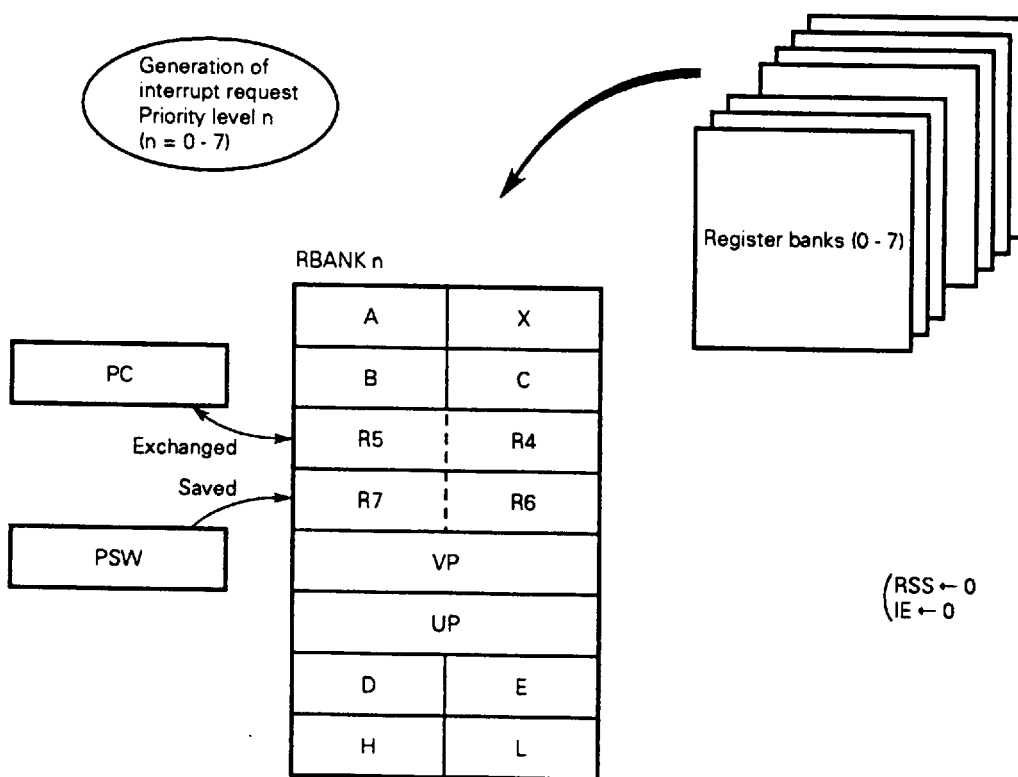 Generation of
interrupt request
Priority level n
(n = 0 - 7)
Register banks (0 - 7)
RBANK n
A X
PC
B C
R5 R4
Exchanged
Saved
R7 R6
PSW
VP
RSS ← 0
IE ← 0
UP
D E
H L